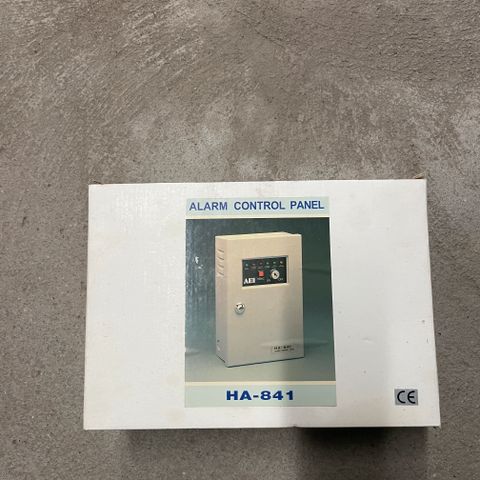 ALARM CONTROL PANEL
AEI
HA-841
CE